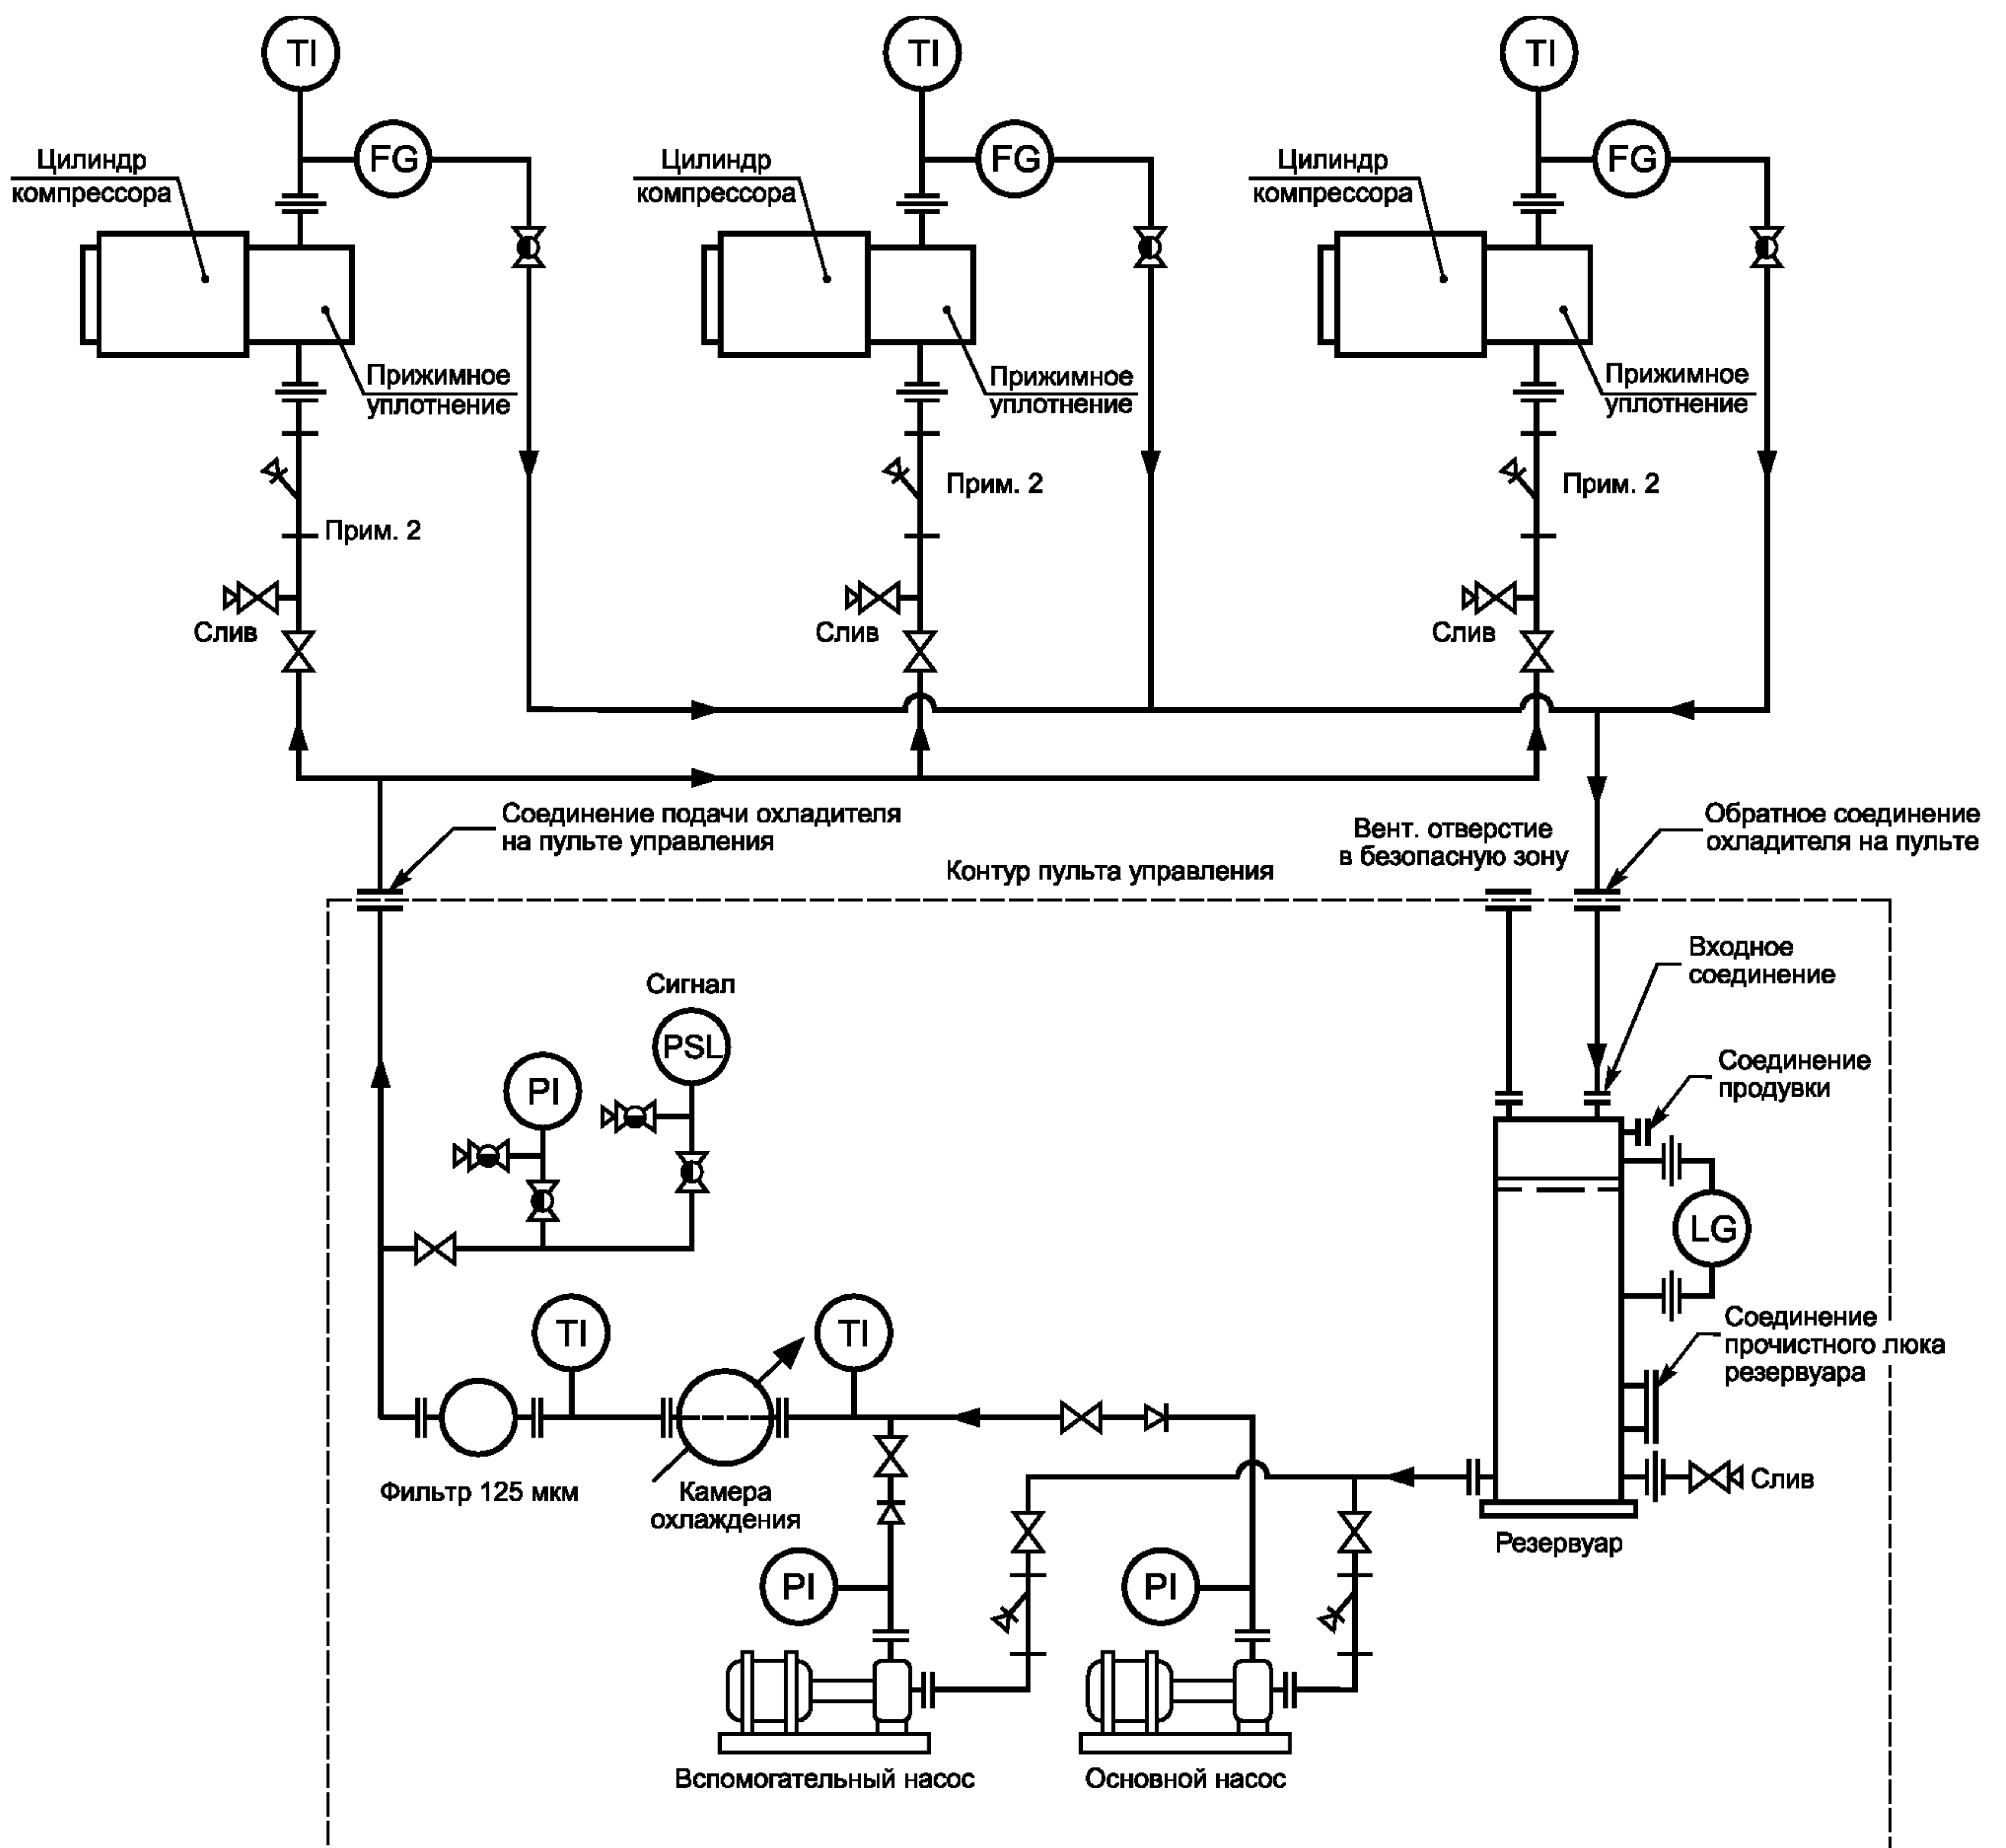 TI
TI
TI
FG
FG
FG
Цилиндр
компрессора
Цилиндр
компрессора
Цилиндр
компрессора
Прижимное
уплотнение
Прижимное
уплотнение
Прижимное
уплотнение
Прим. 2
Прим. 2
Прим. 2
Слив
Слив
Слив
Соединение подачи охладителя
на пульте управления
Вент. отверстие
в безопасную зону
Обратное соединение
охладителя на пульте
Контур пульта управления
Входное
соединение
Сигнал
PSL
PI
Соединение
продувки
LG
TI
TI
Соединение
прочистного люка
резервуара
Фильтр 125 мкм
Камера
охлаждения
Слив
Резервуар
PI
PI
Вспомогательный насос
Основной насос